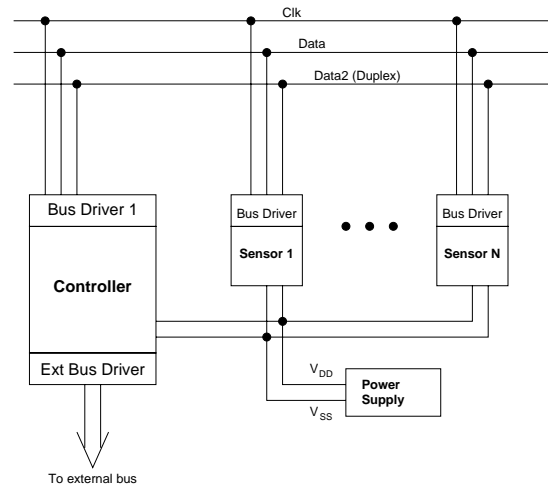 Clk
Data
Data2 (Duplex)
Bus Driver 1
Bus Driver
Bus Driver
Controller
Sensor 1
Sensor N
Ext Bus Driver
VDD
Power
Supply
VSS
To external bus